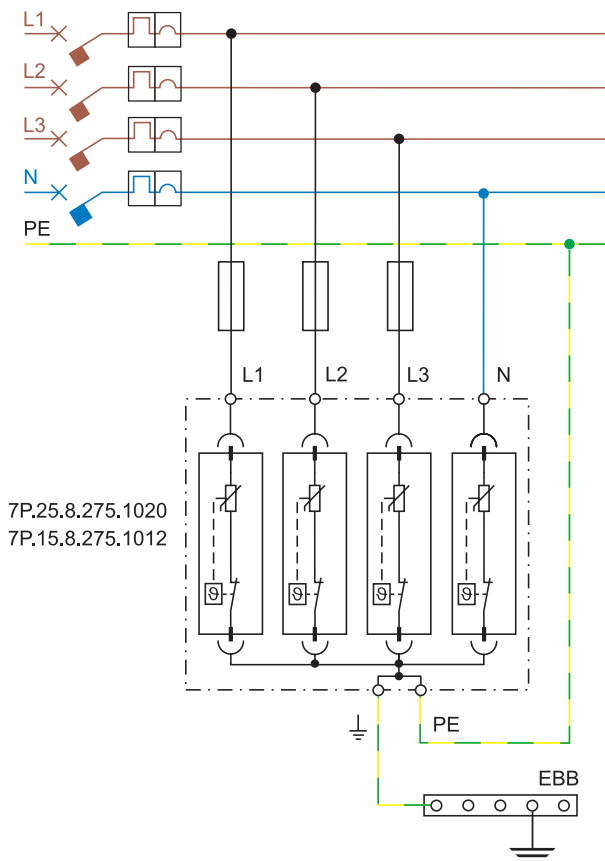 L1
L2
L3
N
PE
L1 L2 L3 N
7P.25.8.275.1020
7P.15.8.275.1012
ϑ ϑ ϑ ϑ
PE
EBB